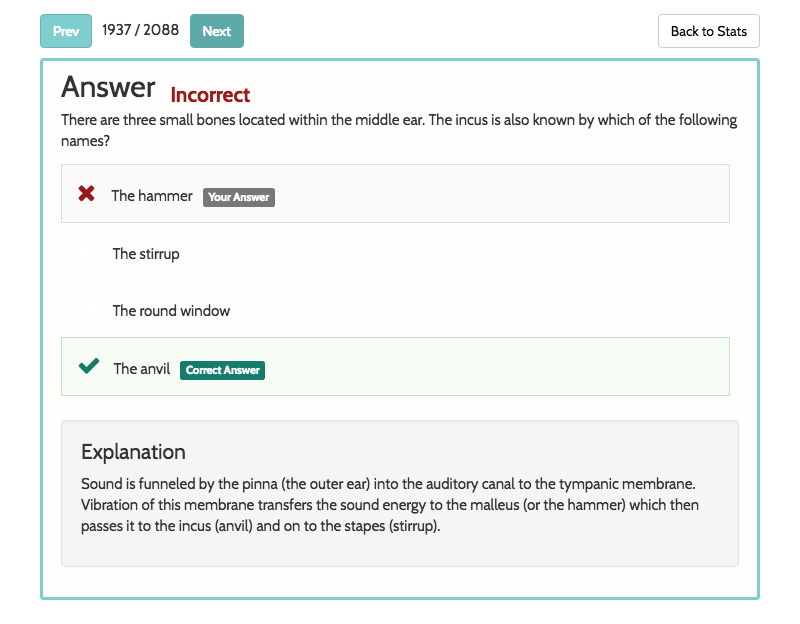 Prev 1937 / 2088 Next Back to Stats
Answer Incorrect
There are three small bones located within the middle ear. The incus is also known by which of the following
names?
The hammer Your Answer
The stirrup
The round window
The anvil Correct Answer
Explanation
Sound is funneled by the pinna (the outer ear) into the auditory canal to the tympanic membrane.
Vibration of this membrane transfers the sound energy to the malleus (or the hammer) which then
passes it to the incus (anvil) and on to the stapes (stirrup).